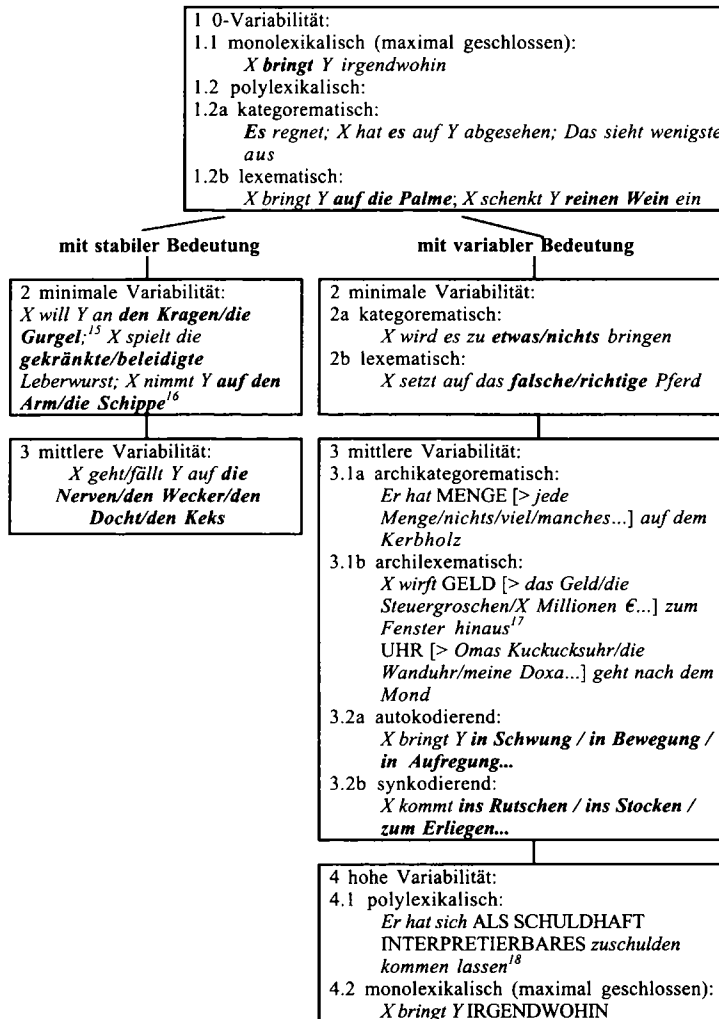 1 0-Variabilität:
1.1 monolexikalisch (maximal geschlossen):
X bringt Y irgendwohin
1.2 polylexikalisch:
1.2a kategorematisch:
Es regnet; X hat es auf Y abgesehen; Das sieht wenigste
aus
1.2b lexematisch:
X bringt Y auf die Palme; X schenkt Y reinen Wein ein
mit stabiler Bedeutung
mit variabler Bedeutung
2 minimale Variabilität:
X will Y an den Kragen/die
Gurgel;15 X spielt die
gekränkte/beleidigte
Leberwurst; X nimmt Y auf den
Arm/die Schippe16
3 mittlere Variabilität:
X geht/fällt Y auf die
Nerven/den Wecker/den
Docht/den Keks
2 minimale Variabilität:
2a kategorematisch:
X wird es zu etwas/nichts bringen
2b lexematisch:
X setzt auf das falsche/richtige Pferd
3 mittlere Variabilität:
3.1a archikategorematisch:
Er hat MENGE [> jede
Menge/nichts/viel/manches...] auf dem
Kerbholz
3.1b archilexematisch:
X wirft GELD [> das Geld/die
Steuergroschen/X Millionen €...] zum
Fenster hinaus17
UHR [> Omas Kuckucksuhr/die
Wanduhr/meine Doxa...] geht nach dem
Mond
3.2a autokodierend:
X bringt Y in Schwung / in Bewegung /
in Aufregung...
3.2b synkodierend:
X kommt ins Rutschen / ins Stocken /
zum Erliegen...
4 hohe Variabilität:
4.1 polylexikalisch:
Er hat sich ALS SCHULDHAFT
INTERPRETIERBARES zuschulden
kommen lassen18
4.2 monolexikalisch (maximal geschlossen):
X bringt Y IRGENDWOHIN